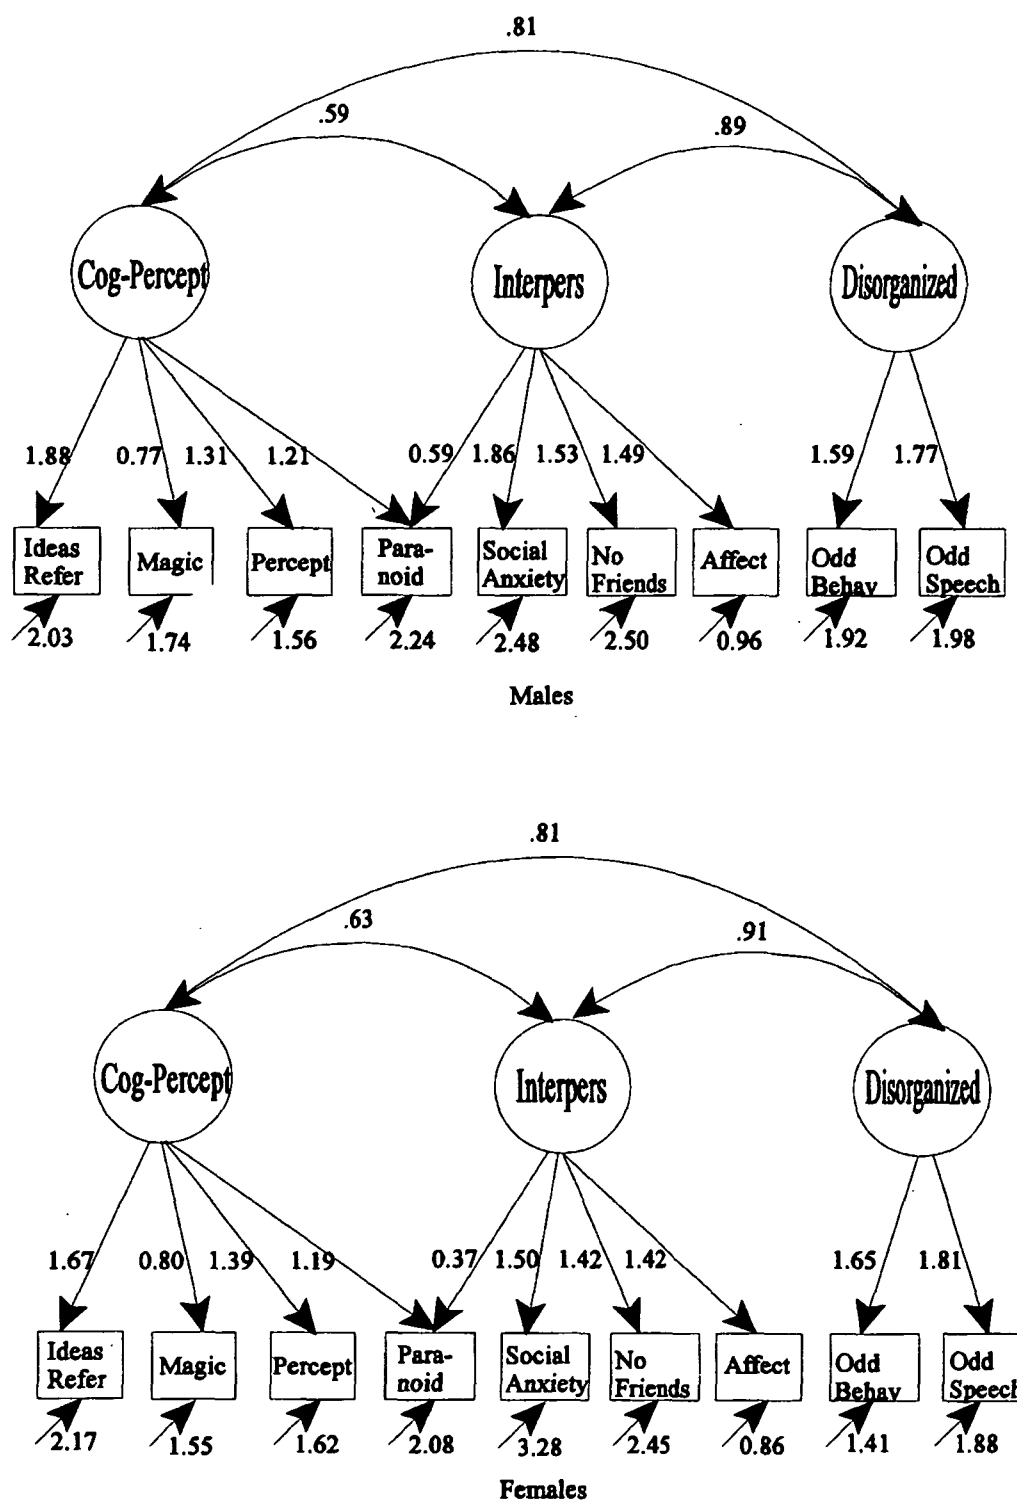 .81
.59
.89
Cog-Percept
Interpers
Disorganized
1.88 0.77 1.31 1.21 0.59 1.86 1.53 1.49 1.59 1.77
Ideas
Refer
Magic
Percept
Para-
noid
Social
Anxiety
No
Friends
Affect
Odd
Behav
Odd
Speech
2.03 1.74 1.56 2.24 2.48 2.50 0.96 1.92 1.98
Males
.81
.63
.91
Cog-Percept
Interpers
Disorganized
1.67 0.80 1.39 1.19 0.37 1.50 1.42 1.42 1.65 1.81
Ideas
Refer
Magic
Percept
Para-
noid
Social
Anxiety
No
Friends
Affect
Odd
Behav
Odd
Speech
2.17 1.55 1.62 2.08 3.28 2.45 0.86 1.41 1.88
Females